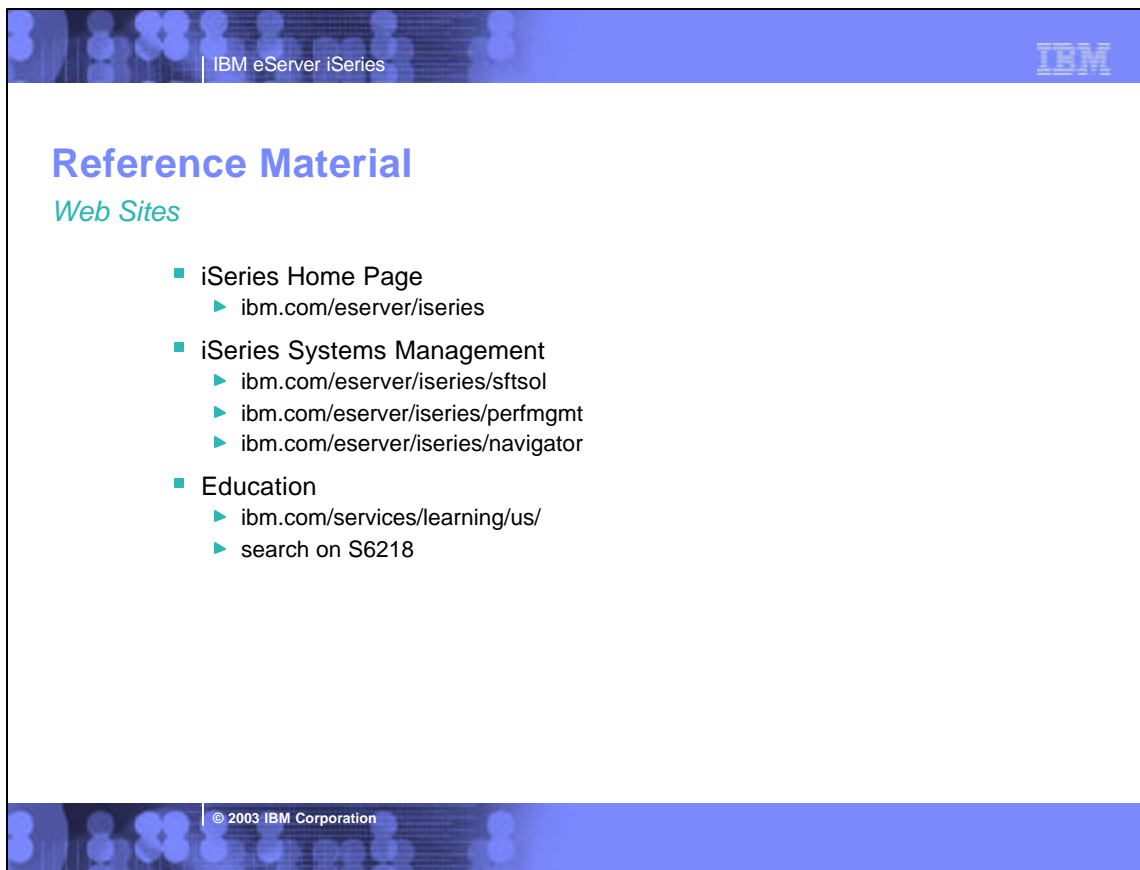 IBM eServer iSeries
IBM
Reference Material
Web Sites
iSeries Home Page
ibm.com/eserver/iseries
iSeries Systems Management
ibm.com/eserver/iseries/sftsol
ibm.com/eserver/iseries/perfmgmt
ibm.com/eserver/iseries/navigator
Education
ibm.com/services/learning/us/
search on S6218
© 2003 IBM Corporation